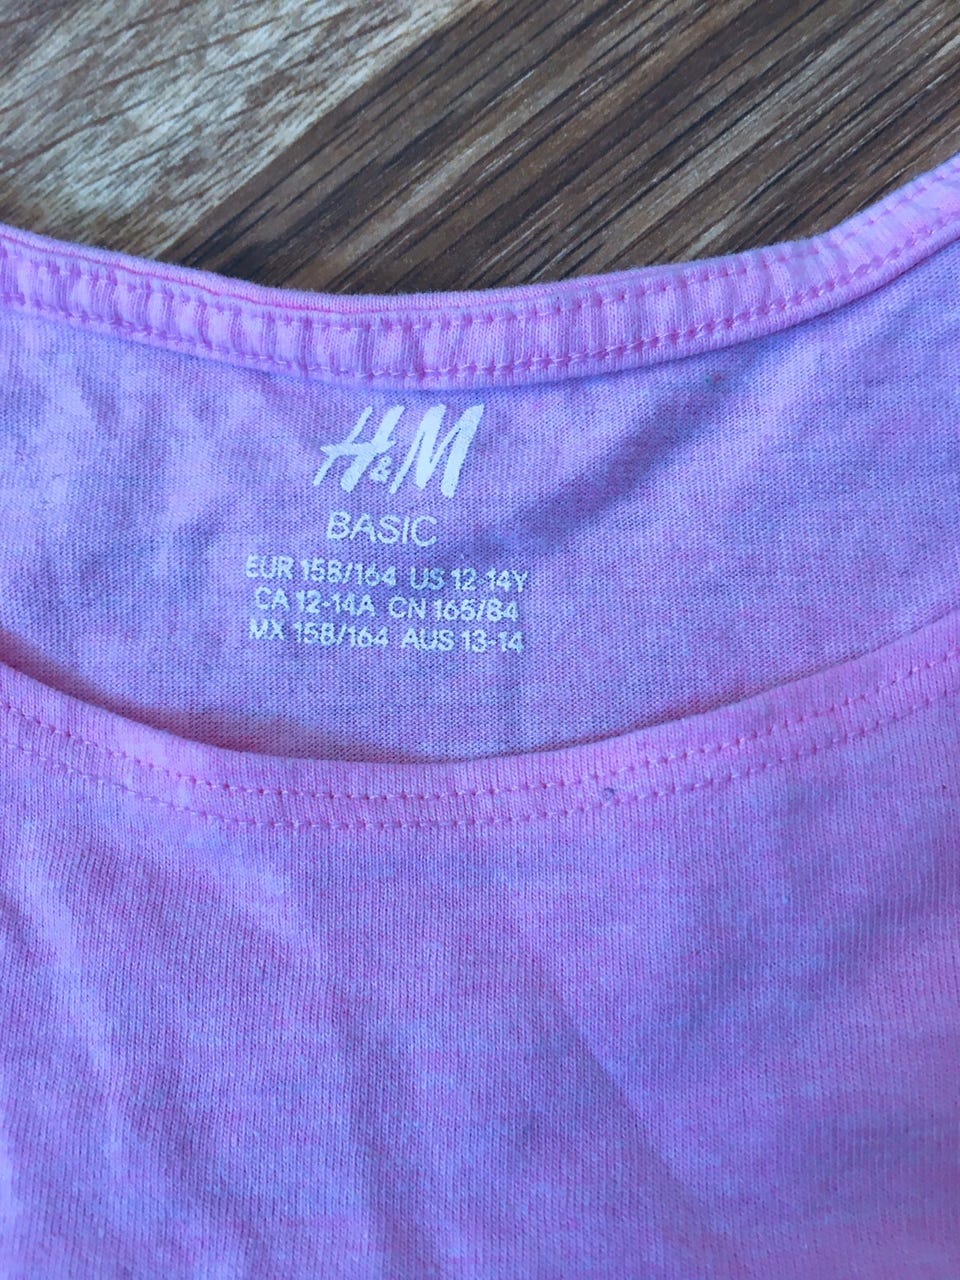 H&M
BASIC
EUR 158/164 US 12-14Y
CA 12-14A CN 165/84
MX 158/164 AUS 13-14